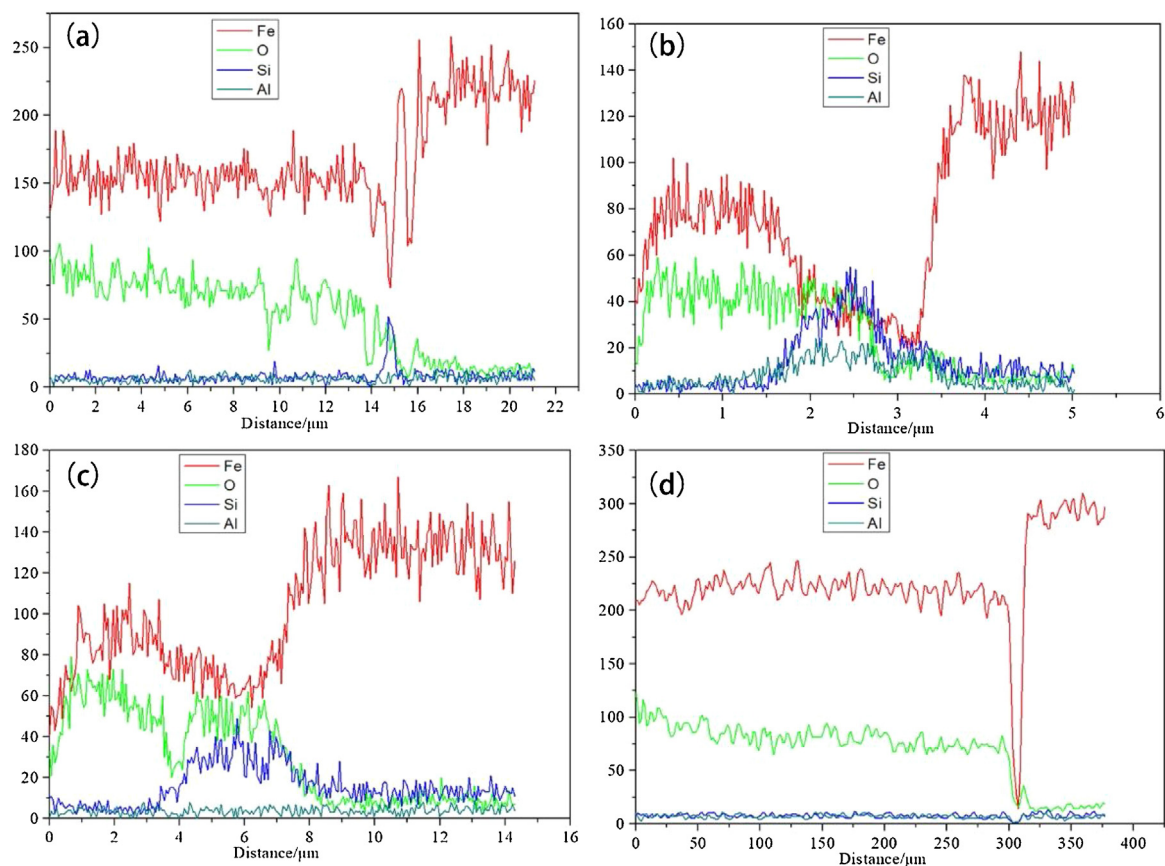 (a)
Fe
O
Si
Al
250
200
150
100
50
0
0 2 4 6 8 10 12 14 16 18 20 22
Distance/μm
(b)
Fe
O
Si
Al
160
140
120
100
80
60
40
20
0
0 1 2 3 4 5 6
Distance/μm
(c)
Fe
O
Si
Al
180
160
140
120
100
80
60
40
20
0
0 2 4 6 8 10 12 14 16
Distance/μm
(d)
Fe
O
Si
Al
350
300
250
200
150
100
50
0
0 50 100 150 200 250 300 350 400
Distance/μm